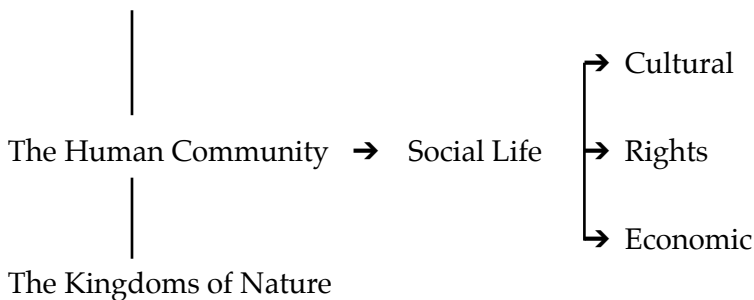 Cultural
The Human Community ➔ Social Life ➔ Rights
Economic
The Kingdoms of Nature